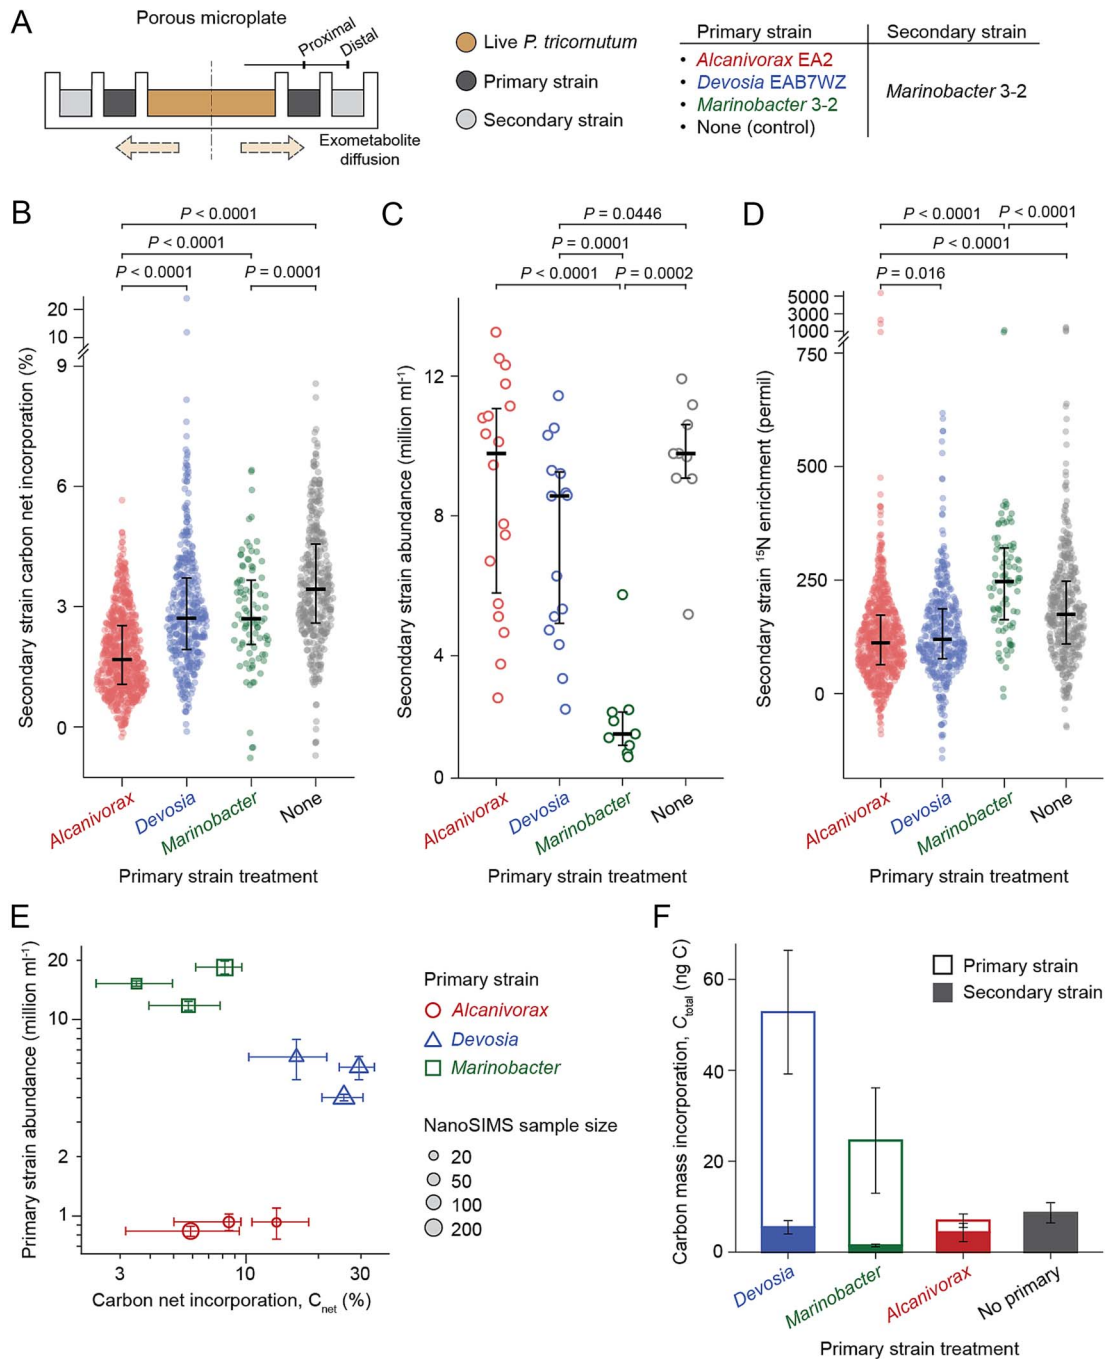 A
Porous microplate
Proximal
Distal
Exometabolite
diffusion
Live P. tricornutum
Primary strain
Secondary strain
Primary strain Secondary strain
• Alcanivorax EA2
• Devosia EAB7WZ
• Marinobacter 3-2
• None (control)
Marinobacter 3-2
B
P < 0.0001
P < 0.0001
P < 0.0001 P = 0.0001
Secondary strain carbon net incorporation (%)
20
10
9
6
3
0
Alcanivorax
Devosia
Marinobacter
None
Primary strain treatment
C
P = 0.0446
P = 0.0001
P < 0.0001 P = 0.0002
Seconddary strain abundance (million ml⁻¹)
12
8
4
0
Alcanivorax
Devosia
Marinobacter
None
Primary strain treatment
D
P < 0.0001 P < 0.0001
P < 0.0001
P = 0.016
Secondary strain ¹⁵N enrichment (permil)
5000
3000
1000
750
500
250
0
Alcanivorax
Devosia
Marinobacter
None
Primary strain treatment
E
Primary strain abundance (million ml⁻¹)
20
10
2
1
3 10 30
Carbon net incorporation, Cnet (%)
Primary strain
Alcanivorax
Devosia
Marinobacter
NanoSIMS sample size
20
50
100
200
F
Carbon mass incorporation, Ctotal (ng C)
60
40
20
0
Primary strain
Secondary strain
Devosia
Marinobacter
Alcanivorax
No primary
Primary strain treatment